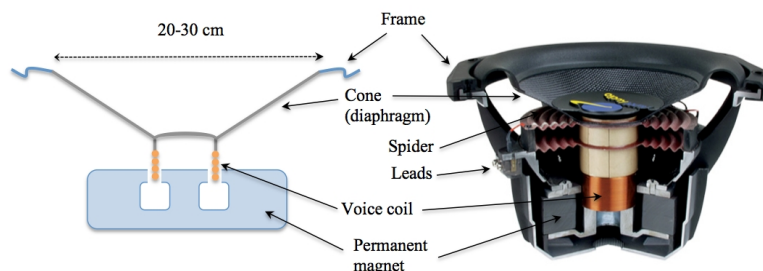 20-30 cm
Frame
Cone
(diaphragm)
Spider
Leads
Voice coil
Permanent
magnet